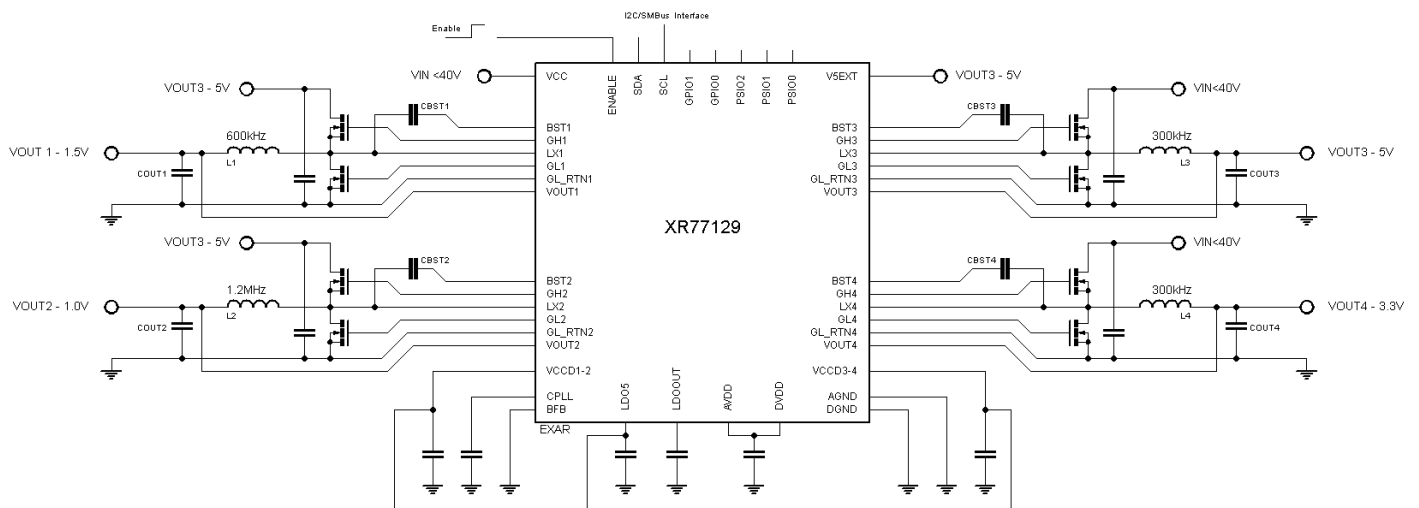 I2C/SMBus Interface
Enable
VIN <40V
VCC
ENABLE
SDA
SCL
GPIO1
GPIO0
PSIO2
PSIO1
PSIO0
V5EXT
VOUT3 - 5V
VOUT3 - 5V
CBST1
600kHz
L1
VOUT 1 - 1.5V
COUT1
BST1
GH1
LX1
GL1
GL_RTN1
VOUT1
CBST3
VIN<40V
300kHz
L3
VOUT3 - 5V
COUT3
BST3
GH3
LX3
GL3
GL_RTN3
VOUT3
XR77129
VOUT3 - 5V
CBST2
1.2MHz
L2
VOUT2 - 1.0V
COUT2
BST2
GH2
LX2
GL2
GL_RTN2
VOUT2
CBST4
VIN<40V
300kHz
L4
VOUT4 - 3.3V
COUT4
BST4
GH4
LX4
GL4
GL_RTN4
VOUT4
VCCD1-2
CPLL
BFB
LDO5
LDOOUT
AVDD
DVDD
VCCD3-4
AGND
DGND
EXAR